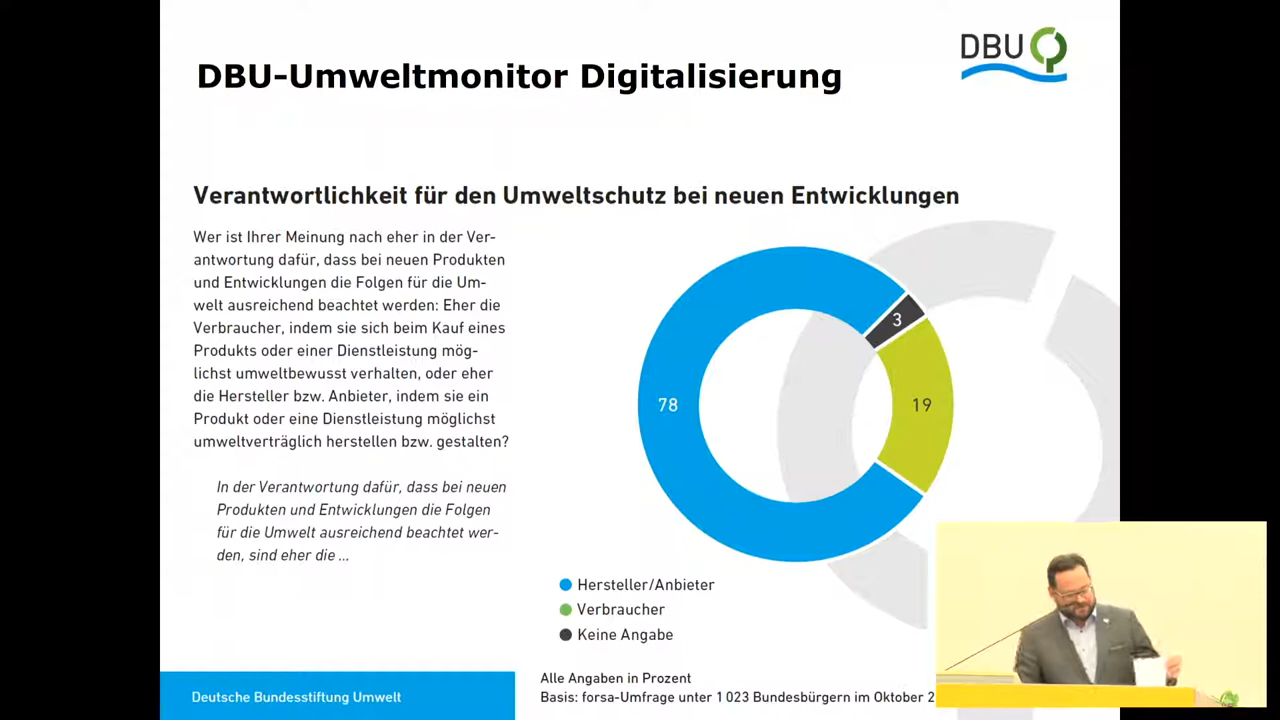 DBU
DBU-Umweltmonitor Digitalisierung
Verantwortlichkeit für den Umweltschutz bei neuen Entwicklungen
Wer ist Ihrer Meinung nach eher in der Ver-
antwortung dafür, dass bei neuen Produkten
und Entwicklungen die Folgen für die Um-
welt ausreichend beachtet werden: Eher die
Verbraucher, indem sie sich beim Kauf eines
Produkts oder einer Dienstleistung mög-
lichst umweltbewusst verhalten, oder eher
die Hersteller bzw. Anbieter, indem sie ein
Produkt oder eine Dienstleistung möglichst
umweltverträglich herstellen bzw. gestalten?
In der Verantwortung dafür, dass bei neuen
Produkten und Entwicklungen die Folgen
für die Umwelt ausreichend beachtet wer-
den, sind eher die ...
3
78
19
Hersteller/Anbieter
Verbraucher
Keine Angabe
Alle Angaben in Prozent
Basis: forsa-Umfrage unter 1 023 Bundesbürgern im Oktober 2
Deutsche Bundesstiftung Umwelt